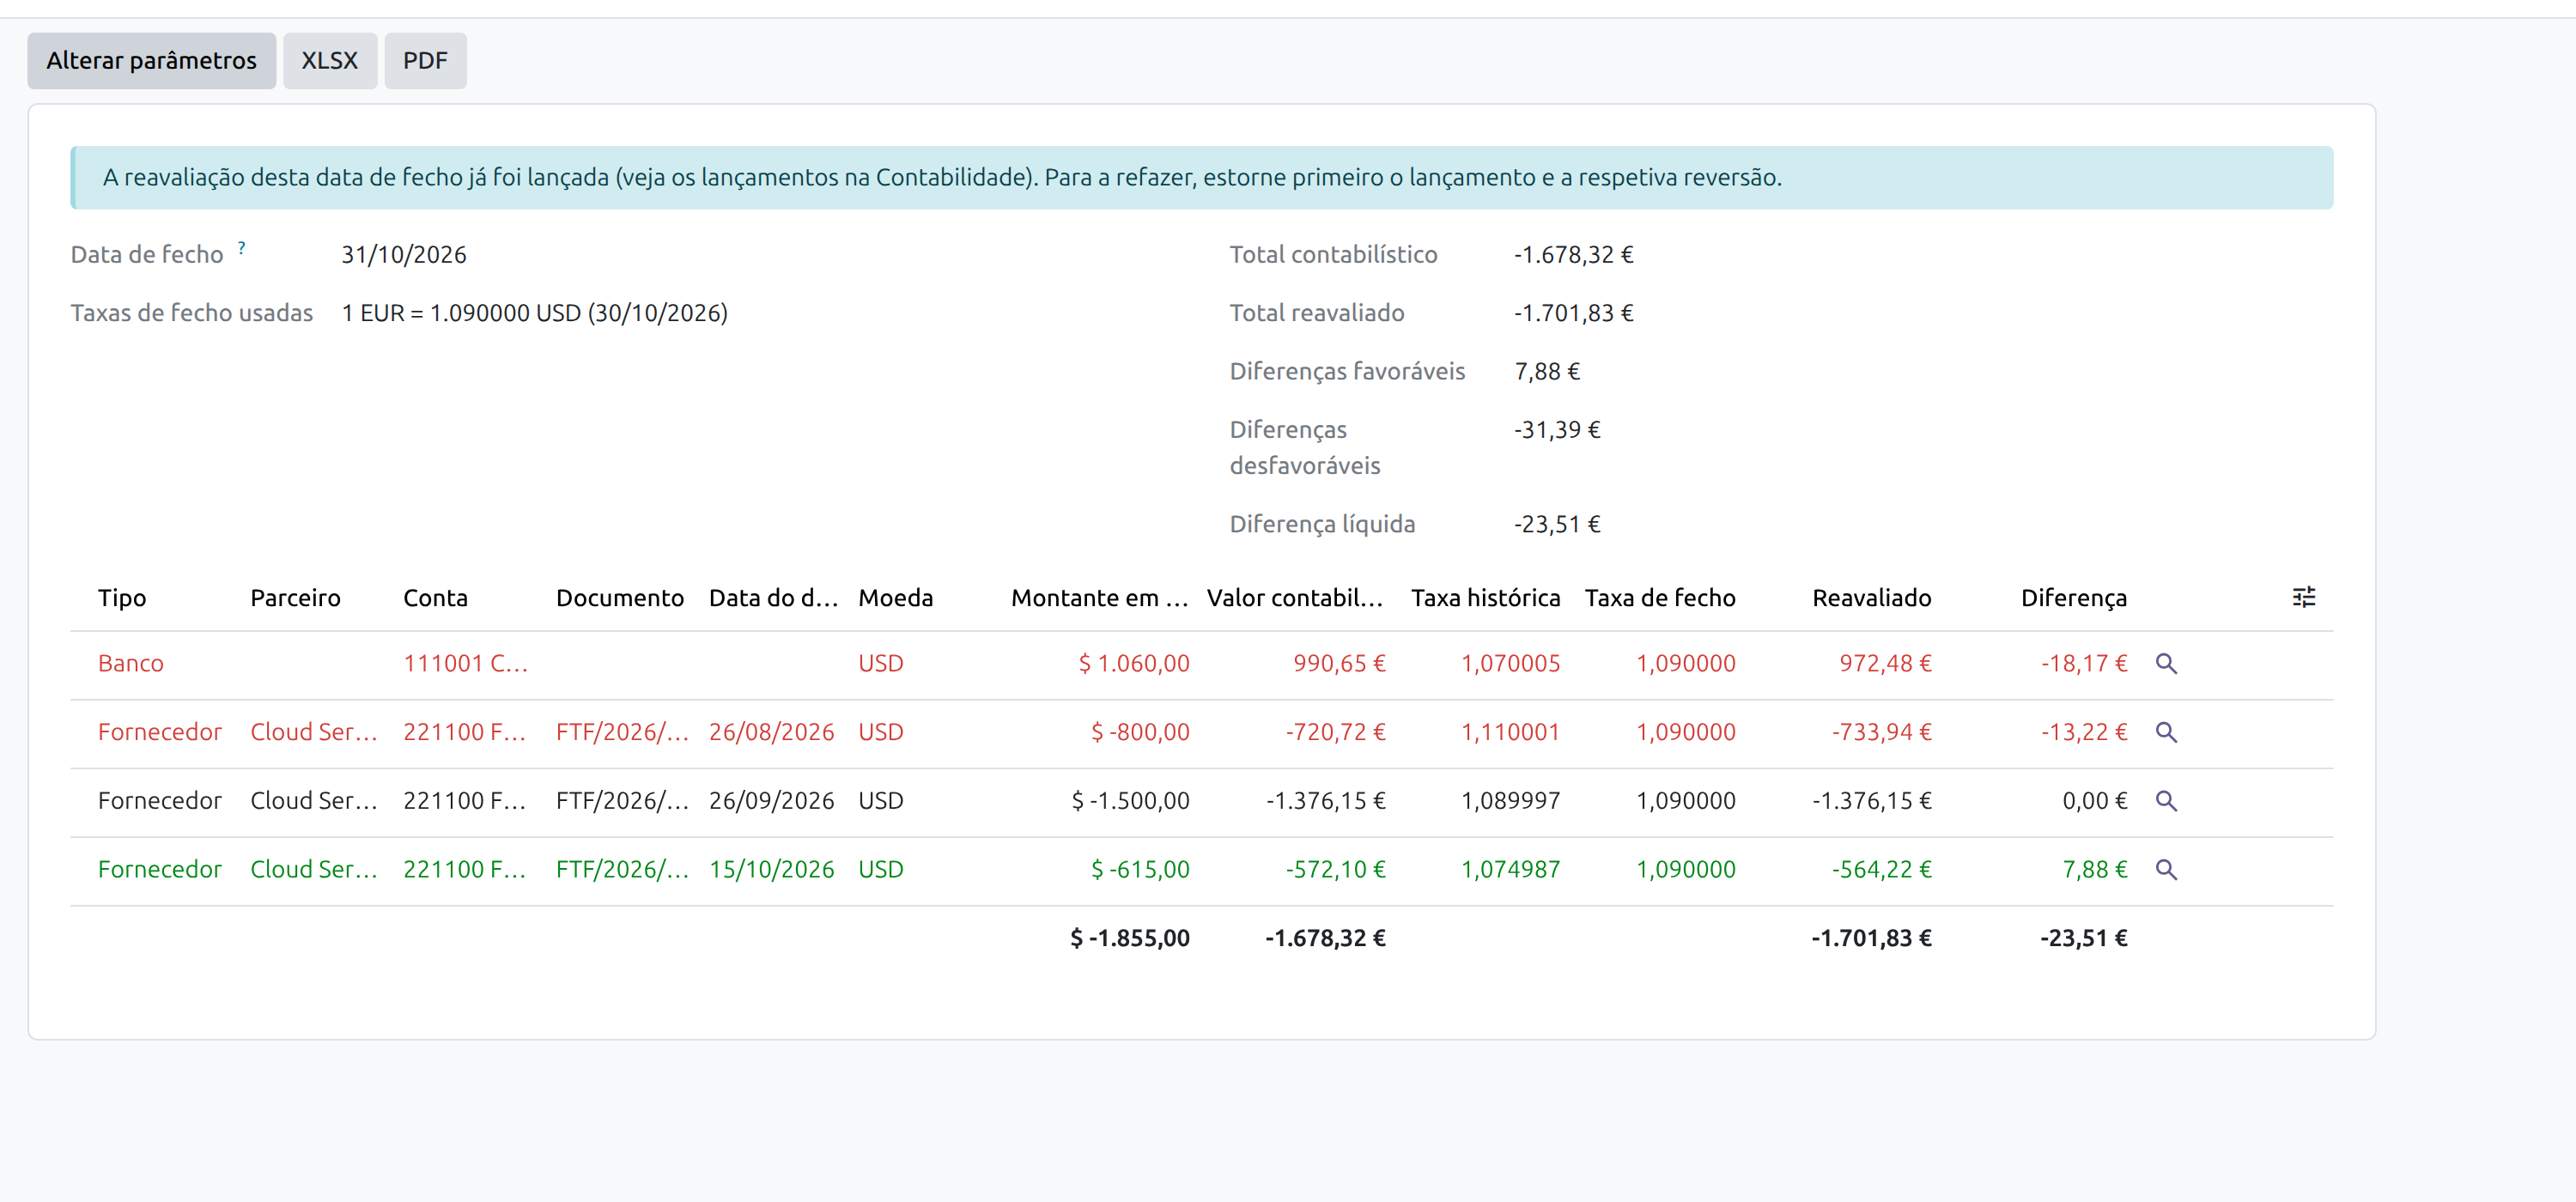 Alterar parâmetros XLSX PDF
A reavaliação desta data de fecho já foi lançada (veja os lançamentos na Contabilidade). Para a refazer, estorne primeiro o lançamento e a respetiva reversão.
Data de fecho ? 31/10/2026
Taxas de fecho usadas 1 EUR = 1.090000 USD (30/10/2026)
Total contabilístico -1.678,32 €
Total reavaliado -1.701,83 €
Diferenças favoráveis 7,88 €
Diferenças desfavoráveis -31,39 €
Diferença líquida -23,51 €
Tipo Parceiro Conta Documento Data do d... Moeda Montante em ... Valor contabil... Taxa histórica Taxa de fecho Reavaliado Diferença
Banco 111001 C... USD $ 1.060,00 990,65 € 1,070005 1,090000 972,48 € -18,17 €
Fornecedor Cloud Ser... 221100 F... FTF/2026/... 26/08/2026 USD $ -800,00 -720,72 € 1,110001 1,090000 -733,94 € -13,22 €
Fornecedor Cloud Ser... 221100 F... FTF/2026/... 26/09/2026 USD $ -1.500,00 -1.376,15 € 1,089997 1,090000 -1.376,15 € 0,00 €
Fornecedor Cloud Ser... 221100 F... FTF/2026/... 15/10/2026 USD $ -615,00 -572,10 € 1,074987 1,090000 -564,22 € 7,88 €
$ -1.855,00 -1.678,32 € -1.701,83 € -23,51 €